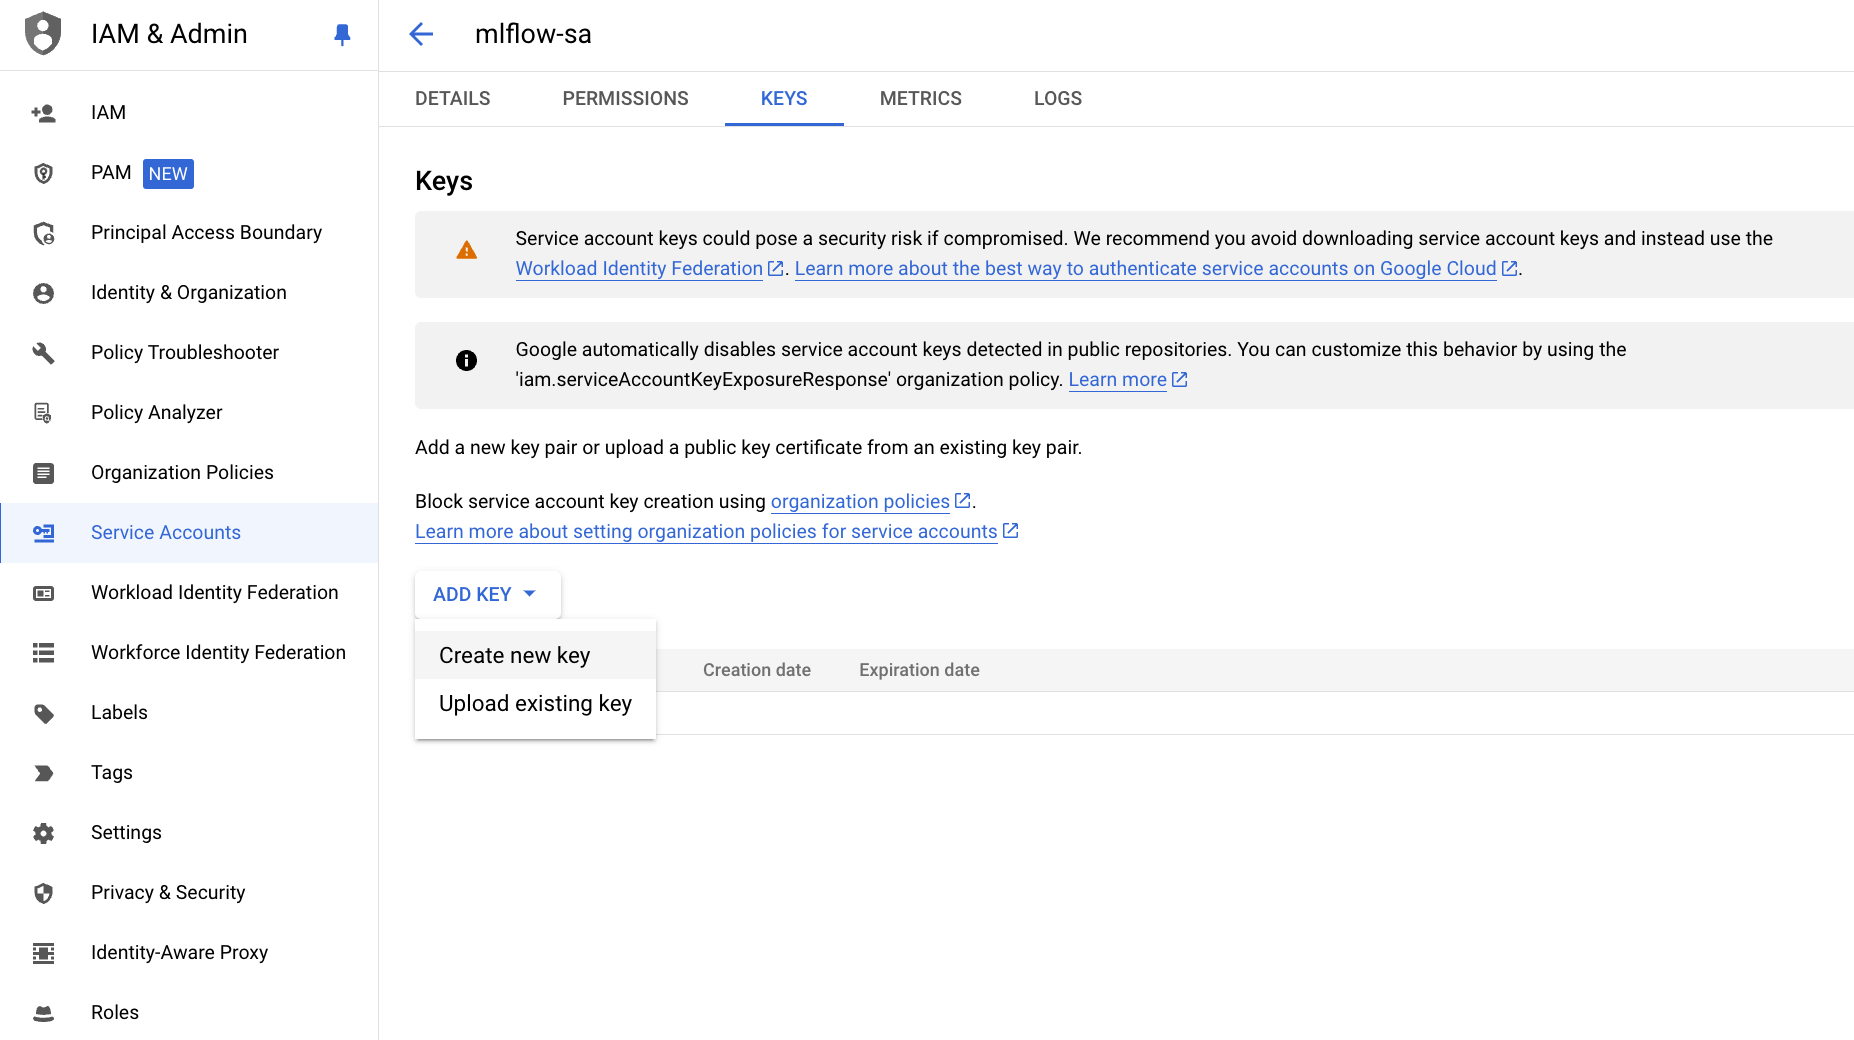 IAM & Admin
IAM
PAM NEW
Principal Access Boundary
Identity & Organization
Policy Troubleshooter
Policy Analyzer
Organization Policies
Service Accounts
Workload Identity Federation
Workforce Identity Federation
Labels
Tags
Settings
Privacy & Security
Identity-Aware Proxy
Roles
mlflow-sa
DETAILS PERMISSIONS KEYS METRICS LOGS
Keys
Service account keys could pose a security risk if compromised. We recommend you avoid downloading service account keys and instead use the
Workload Identity Federation. Learn more about the best way to authenticate service accounts on Google Cloud.
Google automatically disables service account keys detected in public repositories. You can customize this behavior by using the
'iam.serviceAccountKeyExposureResponse' organization policy. Learn more
Add a new key pair or upload a public key certificate from an existing key pair.
Block service account key creation using organization policies.
Learn more about setting organization policies for service accounts
ADD KEY
Create new key
Upload existing key
Creation date Expiration date